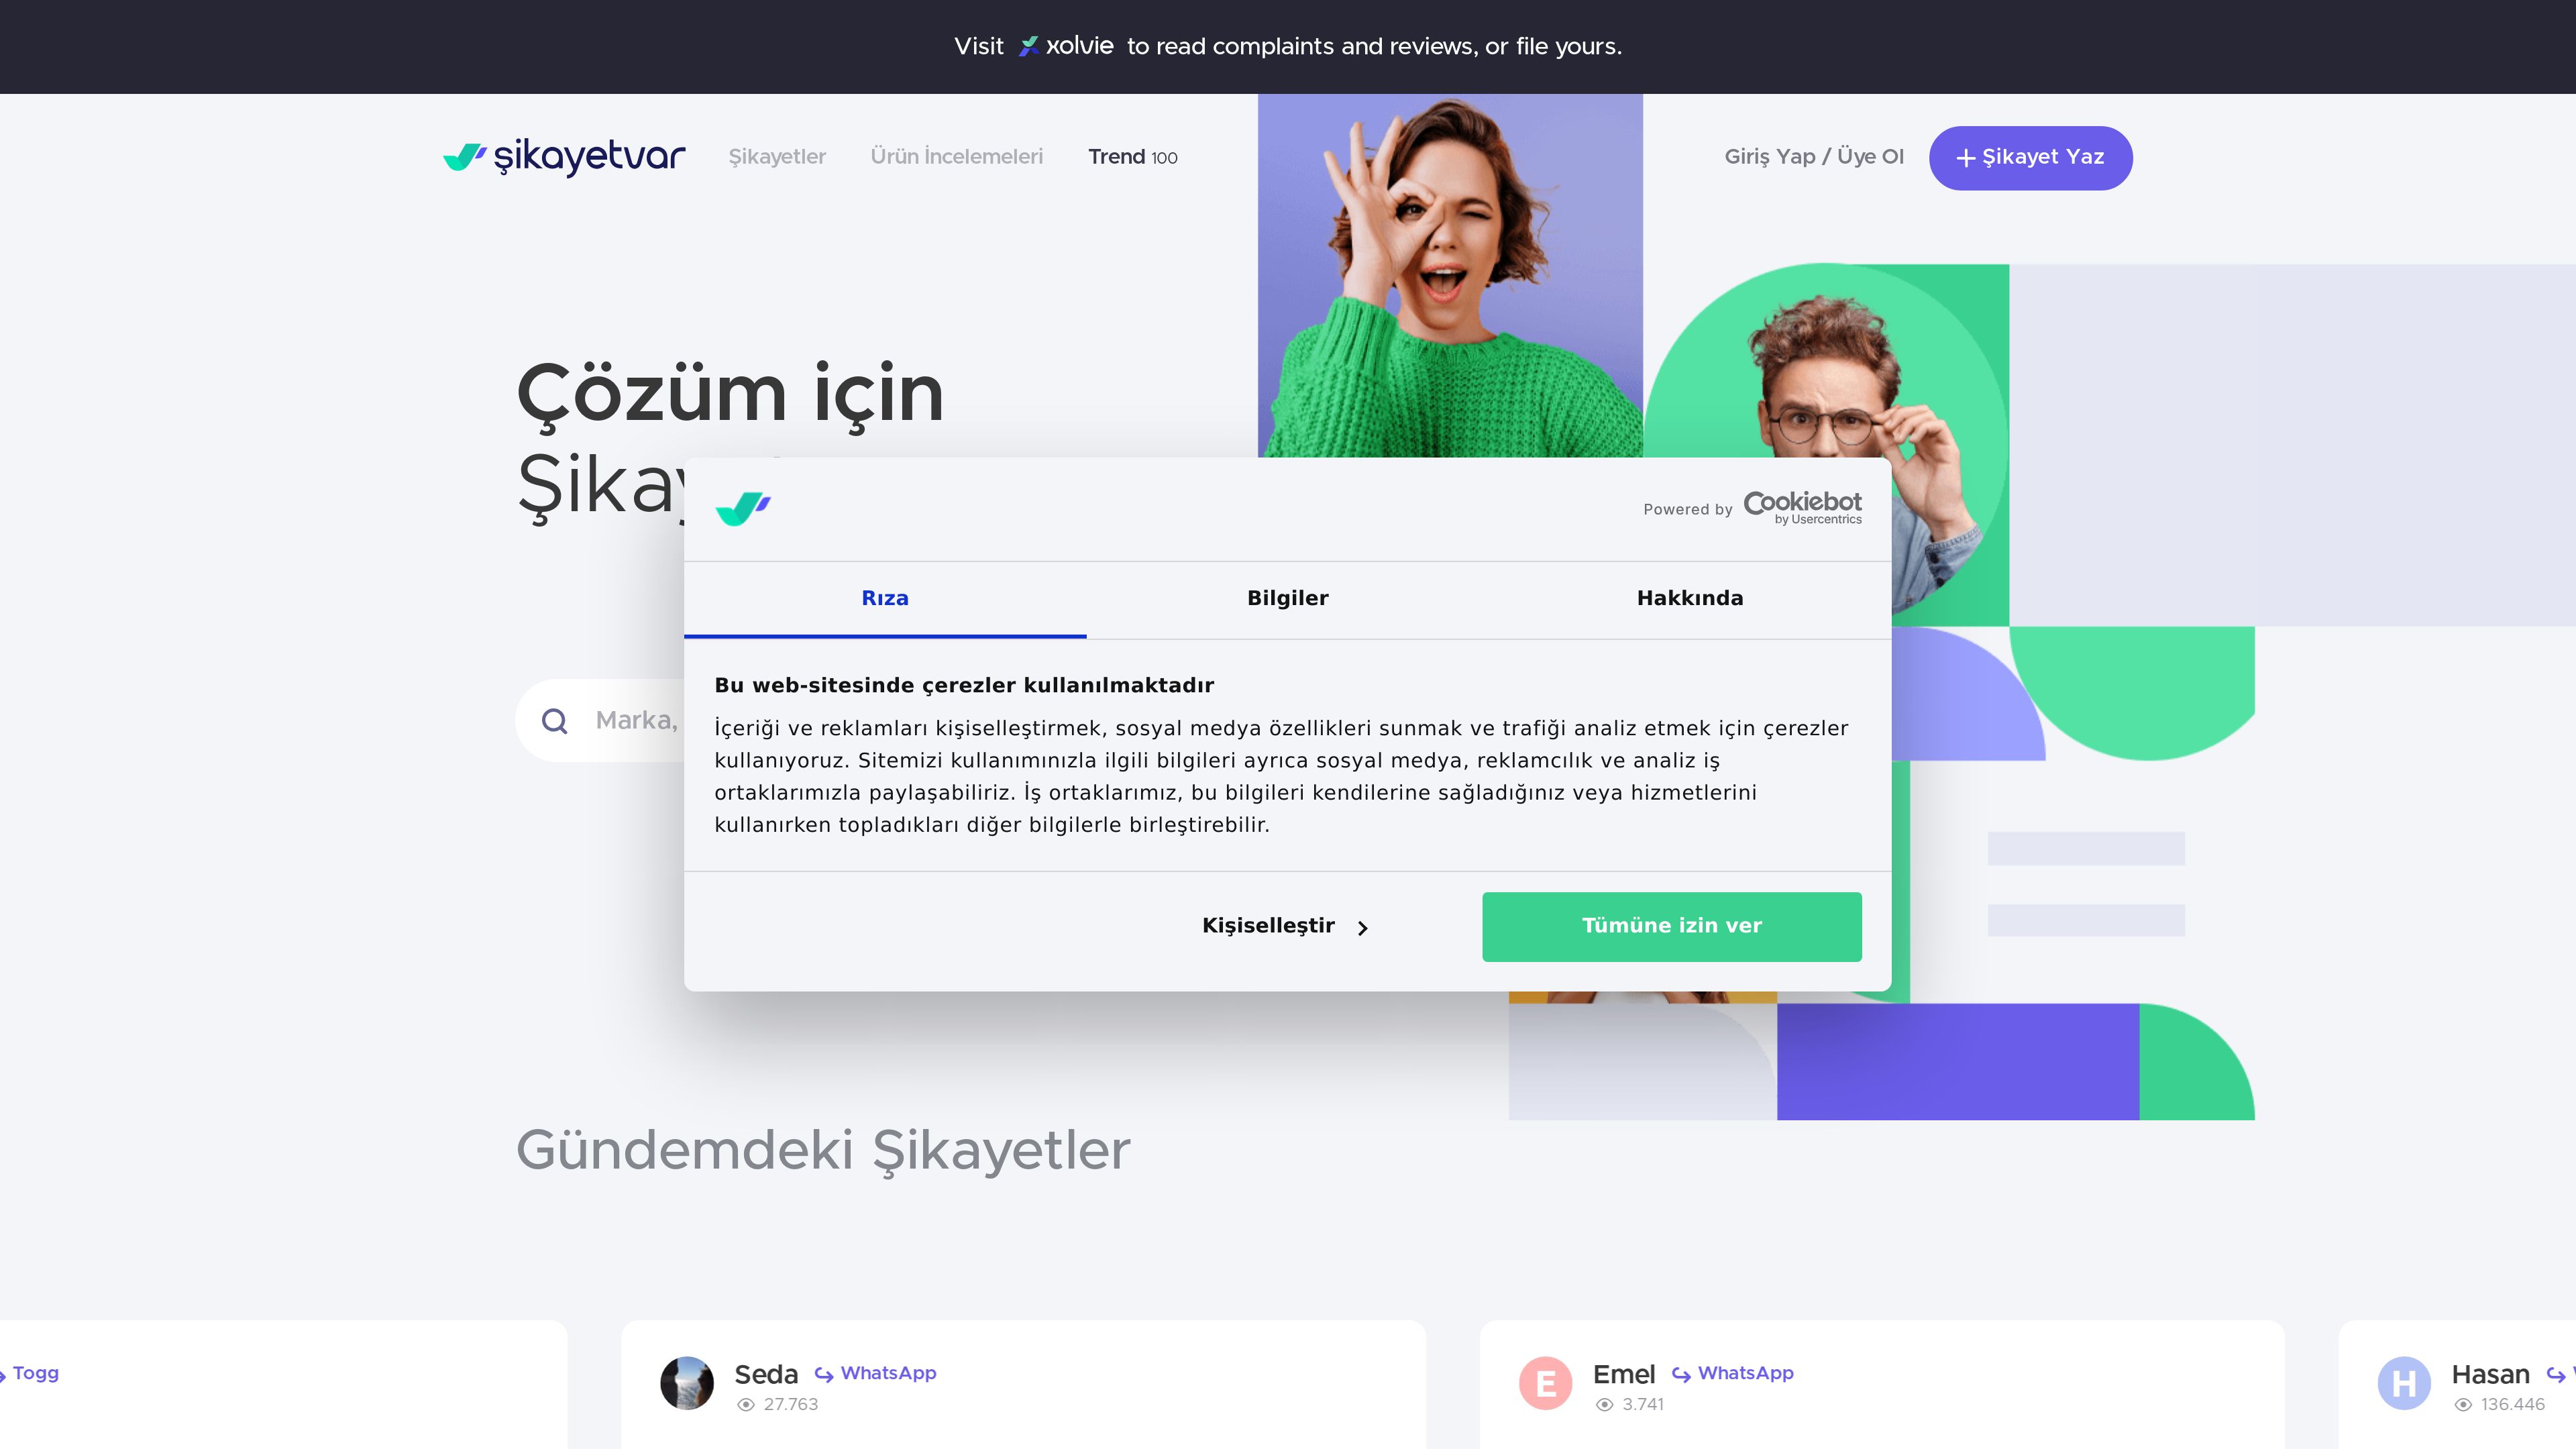 Visit xolvie to read complaints and reviews, or file yours.
şikayetvar Şikayetler Ürün İncelemeleri Trend 100 Giriş Yap / Üye Ol + Şikayet Yaz
Çözüm için
Powered by Cookiebot
by Usercentrics
Rıza Bilgiler Hakkında
Bu web-sitesinde çerezler kullanılmaktadır
İçeriği ve reklamları kişiselleştirmek, sosyal medya özellikleri sunmak ve trafiği analiz etmek için çerezler
kullanıyoruz. Sitemizi kullanımınızla ilgili bilgileri ayrıca sosyal medya, reklamcılık ve analiz iş
ortaklarımızla paylaşabiliriz. İş ortaklarımız, bu bilgileri kendilerine sağladığınız veya hizmetlerini
kullanırken topladıkları diğer bilgilerle birleştirebilir.
Marka,
Kişiselleştir
Tümüne izin ver
Gündemdeki Şikayetler
Togg
Seda WhatsApp
27.763
E Emel WhatsApp
3.741
H Hasan
136.446